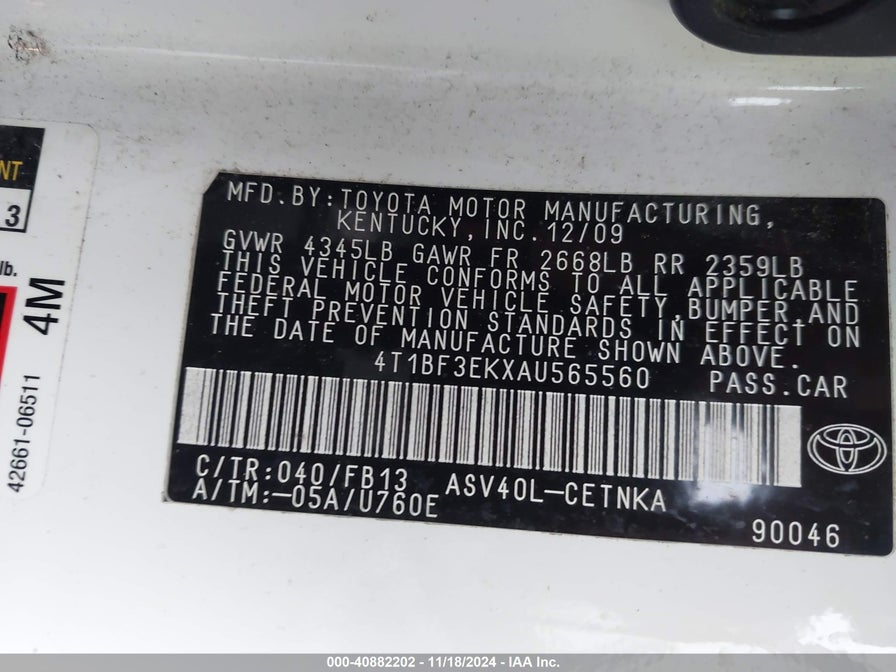 NT
3
lb.
4M
42661-06511
MFD.BY:TOYOTA MOTOR MANUFACTURING,
KENTUCKY,INC.12/09
GVWR 4345LB GAWR FR 2668LB RR 2359LB
THIS VEHICLE CONFORMS TO ALL APPLICABLE
FEDERAL MOTOR VEHICLE SAFETY,BUMPER,AND
THEFT PREVENTION STANDARDS IN EFFECT ON
THE DATE OF MANUFACTURE SHOWN ABOVE.
4T1BF3EKXAU565560 PASS.CAR
C/TR:040/FB13 ASV40L-CETNKA
A/TM:-05A/U760E
90046
000-40882202 - 11/18/2024 - IAA Inc.